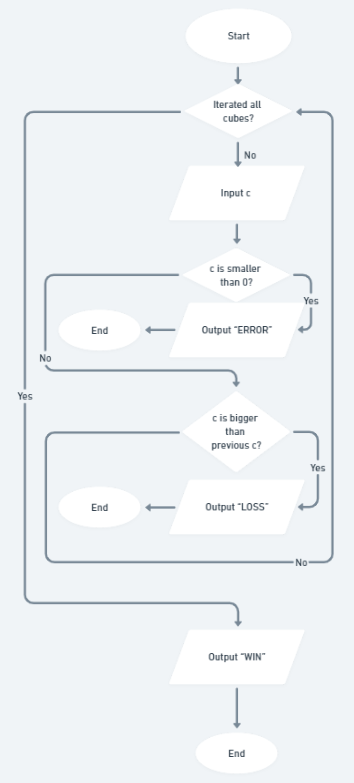 Start
Iterated all
cubes?
No
Input c
c is smaller
than 0?
Yes
End
Output “ERROR”
No
Yes
c is bigger
than
previous c?
Yes
End
Output “LOSS”
No
Output “WIN”
End